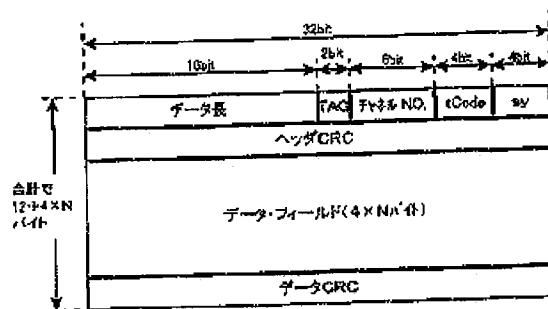 32bit
16bit
2bit
6bit
4bit
4bit
データ長
TAG
チャネルNO.
tCode
sy
ヘッダCRC
合計で
12+4×N
バイト
データ・フィールド(4×Nバイト)
データCRC